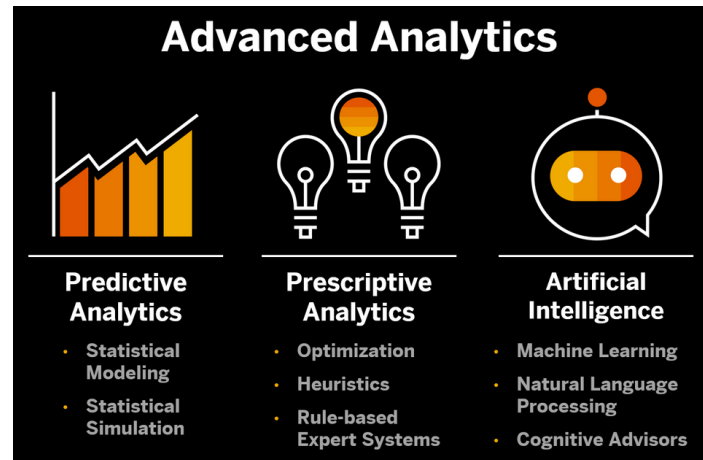 Advanced Analytics
Predictive
Analytics
• Statistical
Modeling
• Statistical
Simulation
Prescriptive
Analytics
• Optimization
• Heuristics
• Rule-based
Expert Systems
Artificial
Intelligence
• Machine Learning
• Natural Language
Processing
• Cognitive Advisors